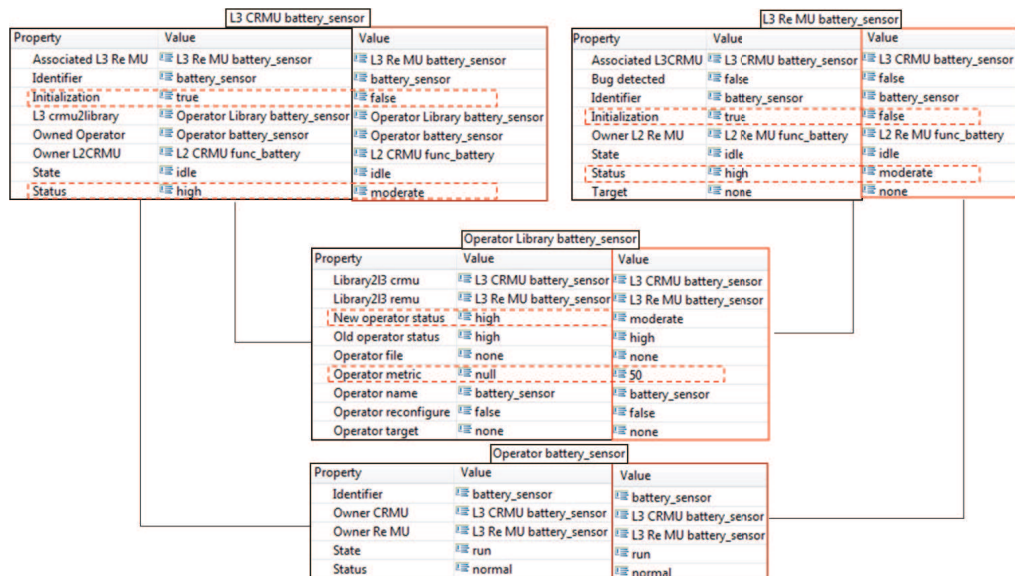 L3 CRMU battery_sensor
Property Value Value
Associated L3 Re MU L3 Re MU battery_sensor L3 Re MU battery_sensor
Identifier battery_sensor battery_sensor
Initialization true false
L3 crmu2library Operator Library battery_sensor Operator Library battery_sensor
Owned Operator Operator battery_sensor Operator battery_sensor
Owner L2CRMU L2 CRMU func_battery L2 CRMU func_battery
State idle idle
Status high moderate
L3 Re MU battery_sensor
Property Value Value
Associated L3CRMU L3 CRMU battery_sensor L3 CRMU battery_sensor
Bug detected false false
Identifier battery_sensor battery_sensor
Initialization true false
Owner L2 Re MU L2 Re MU func_battery L2 Re MU func_battery
State idle idle
Status high moderate
Target none none
Operator Library battery_sensor
Property Value Value
Library2l3 crmu L3 CRMU battery_sensor L3 CRMU battery_sensor
Library2l3 remu L3 Re MU battery_sensor L3 Re MU battery_sensor
New operator status high moderate
Old operator status high high
Operator file none none
Operator metric null 50
Operator name battery_sensor battery_sensor
Operator reconfigure false false
Operator target none none
Operator battery_sensor
Property Value Value
Identifier battery_sensor battery_sensor
Owner CRMU L3 CRMU battery_sensor L3 CRMU battery_sensor
Owner Re MU L3 Re MU battery_sensor L3 Re MU battery_sensor
State run run
Status normal normal